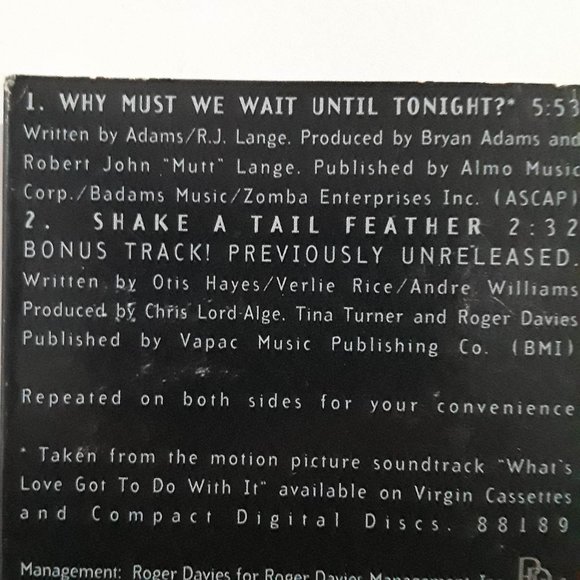 1. WHY MUST WE WAIT UNTIL TONIGHT?* 5:53
Written by Adams/R.J. Lange. Produced by Bryan Adams and
Robert John "Mutt" Lange. Published by Almo Music
Corp./Badams Music/Zomba Enterprises Inc. (ASCAP)
2. SHAKE A TAIL FEATHER 2:32
BONUS TRACK! PREVIOUSLY UNRELEASED.
Written by Otis Hayes/Verlie Rice/Andre Williams
Produced by Chris Lord-Alge, Tina Turner and Roger Davies
Published by Vapac Music Publishing Co. (BMI)
Repeated on both sides for your convenience
* Taken from the motion picture soundtrack "What's
Love Got To Do With It" available on Virgin Cassettes
and Compact Digital Discs. 88189
Management: Roger Davies for Roger Davies Management